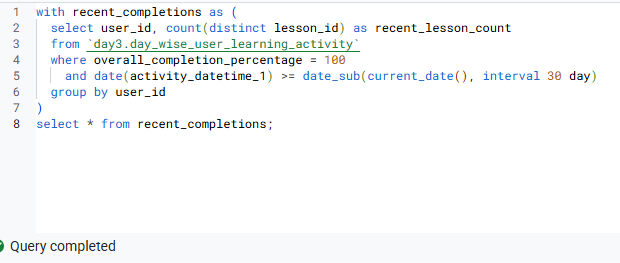 1 with recent_completions as (
2 select user_id, count(distinct lesson_id) as recent_lesson_count
3 from `day3.day_wise_user_learning_activity`
4 where overall_completion_percentage = 100
5 and date(activity_datetime_1) >= date_sub(current_date(), interval 30 day)
6 group by user_id
7 )
8 select * from recent_completions;
Query completed